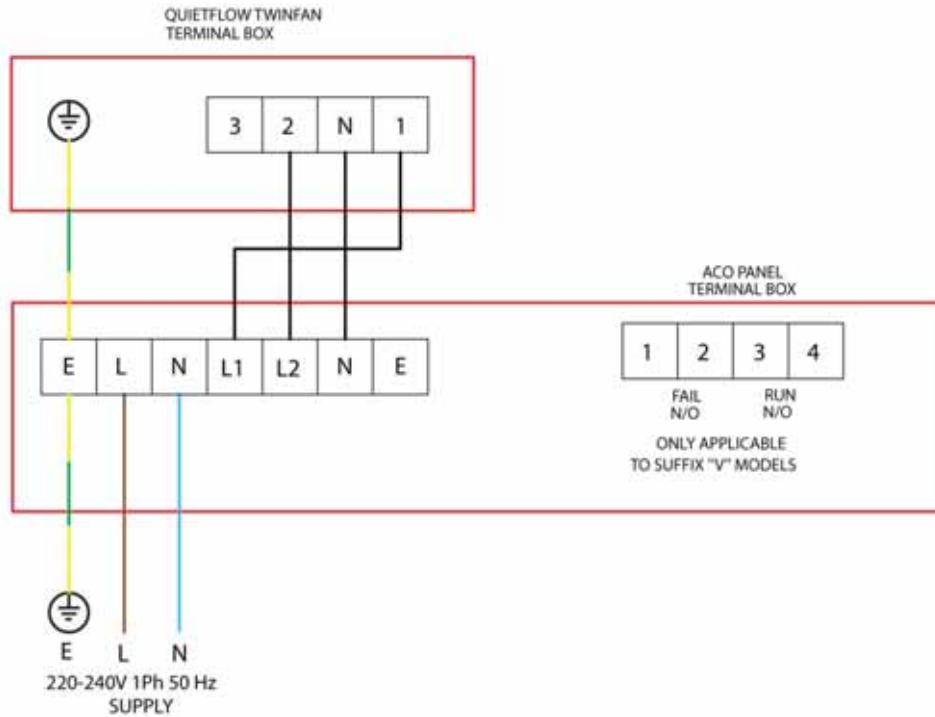 QUIETFLOW TWINFAN
TERMINAL BOX
3 2 N 1
ACO PANEL
TERMINAL BOX
E L N L1 L2 N E
1 2 3 4
FAIL
N/O
RUN
N/O
ONLY APPLICABLE
TO SUFFIX "V" MODELS
E L N
220-240V 1Ph 50 Hz
SUPPLY